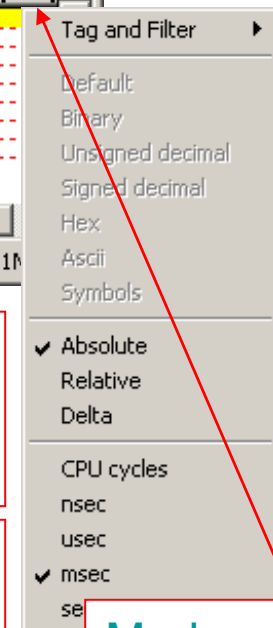 Tag and Filter
Default
Binary
Unsigned decimal
Signed decimal
Hex
Ascii
Symbols
Absolute
Relative
Delta
CPU cycles
nsec
usec
msec